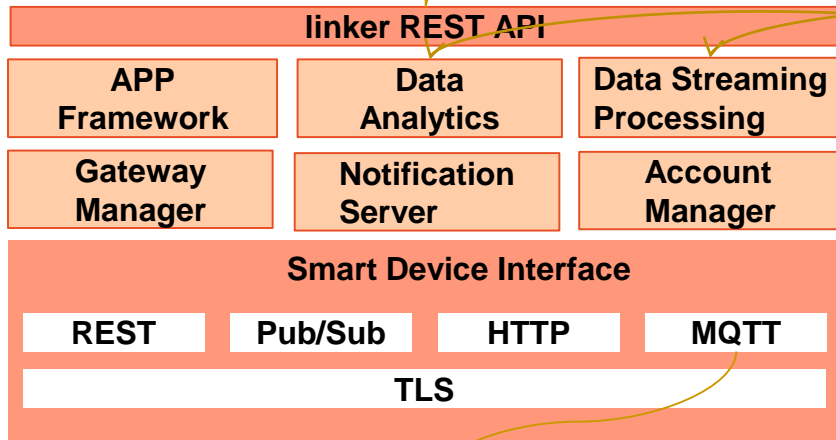 linker REST API
APP
Framework
Data
Analytics
Data Streaming
Processing
Gateway
Manager
Notification
Server
Account
Manager
Smart Device Interface
REST
Pub/Sub
HTTP
MQTT
TLS